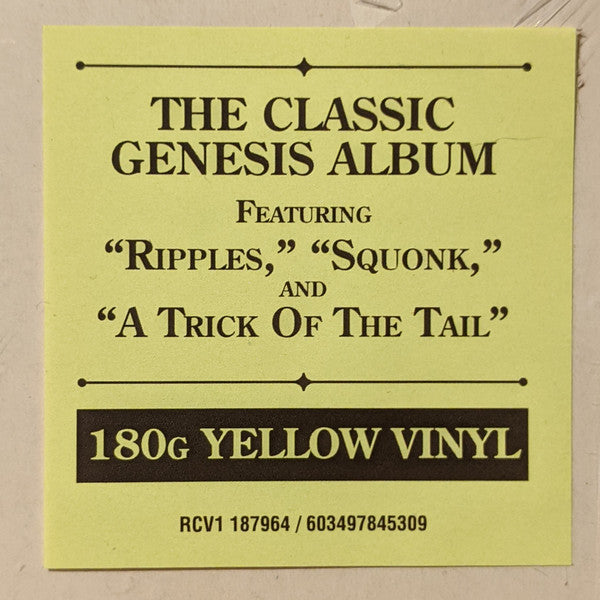 THE CLASSIC
GENESIS ALBUM
FEATURING
“RIPPLES,” “SQUONK,”
AND
“A TRICK OF THE TAIL”
180G YELLOW VINYL
RCV1 187964 / 603497845309